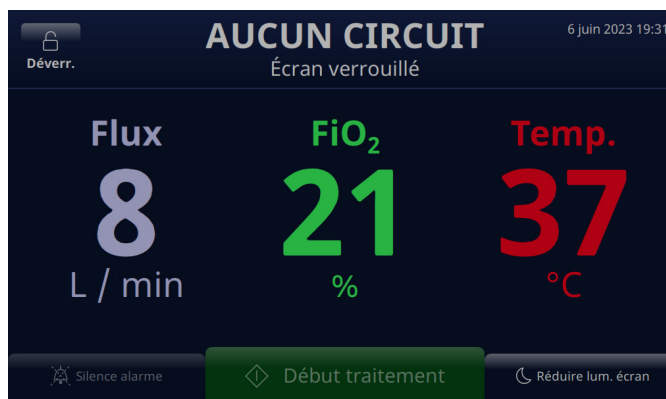 AUCUN CIRCUIT
6 juin 2023 19:31
Déverr.
Écran verrouillé
Flux
FiO₂
Temp.
8
21
37
L / min
%
°C
Silence alarme
Début traitement
Réduire lum. écran